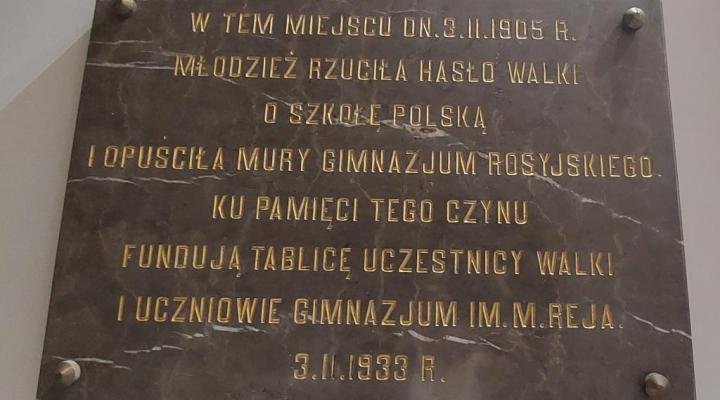 W TEM MIEJSCU DN.3.II.1905 R.
MŁODZIEŻ RZUCIŁA HASŁO WALKI
O SZKOŁĘ POLSKĄ
I OPUŚCIŁA MURY GIMNAZJUM ROSYJSKIEGO.
KU PAMIĘCI TEGO CZYNU
FUNDUJĄ TABLICĘ UCZESTNICY WALKI
I UCZNIOWIE GIMNAZJUM IM.M.REJA.
3.II.1933 R.